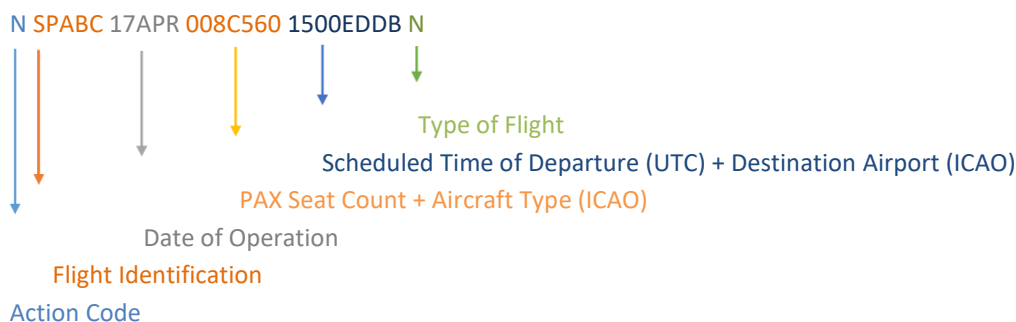 N SPABC 17APR 008C560 1500EDDB N
Type of Flight
Scheduled Time of Departure (UTC) + Destination Airport (ICAO)
PAX Seat Count + Aircraft Type (ICAO)
Date of Operation
Flight Identification
Action Code